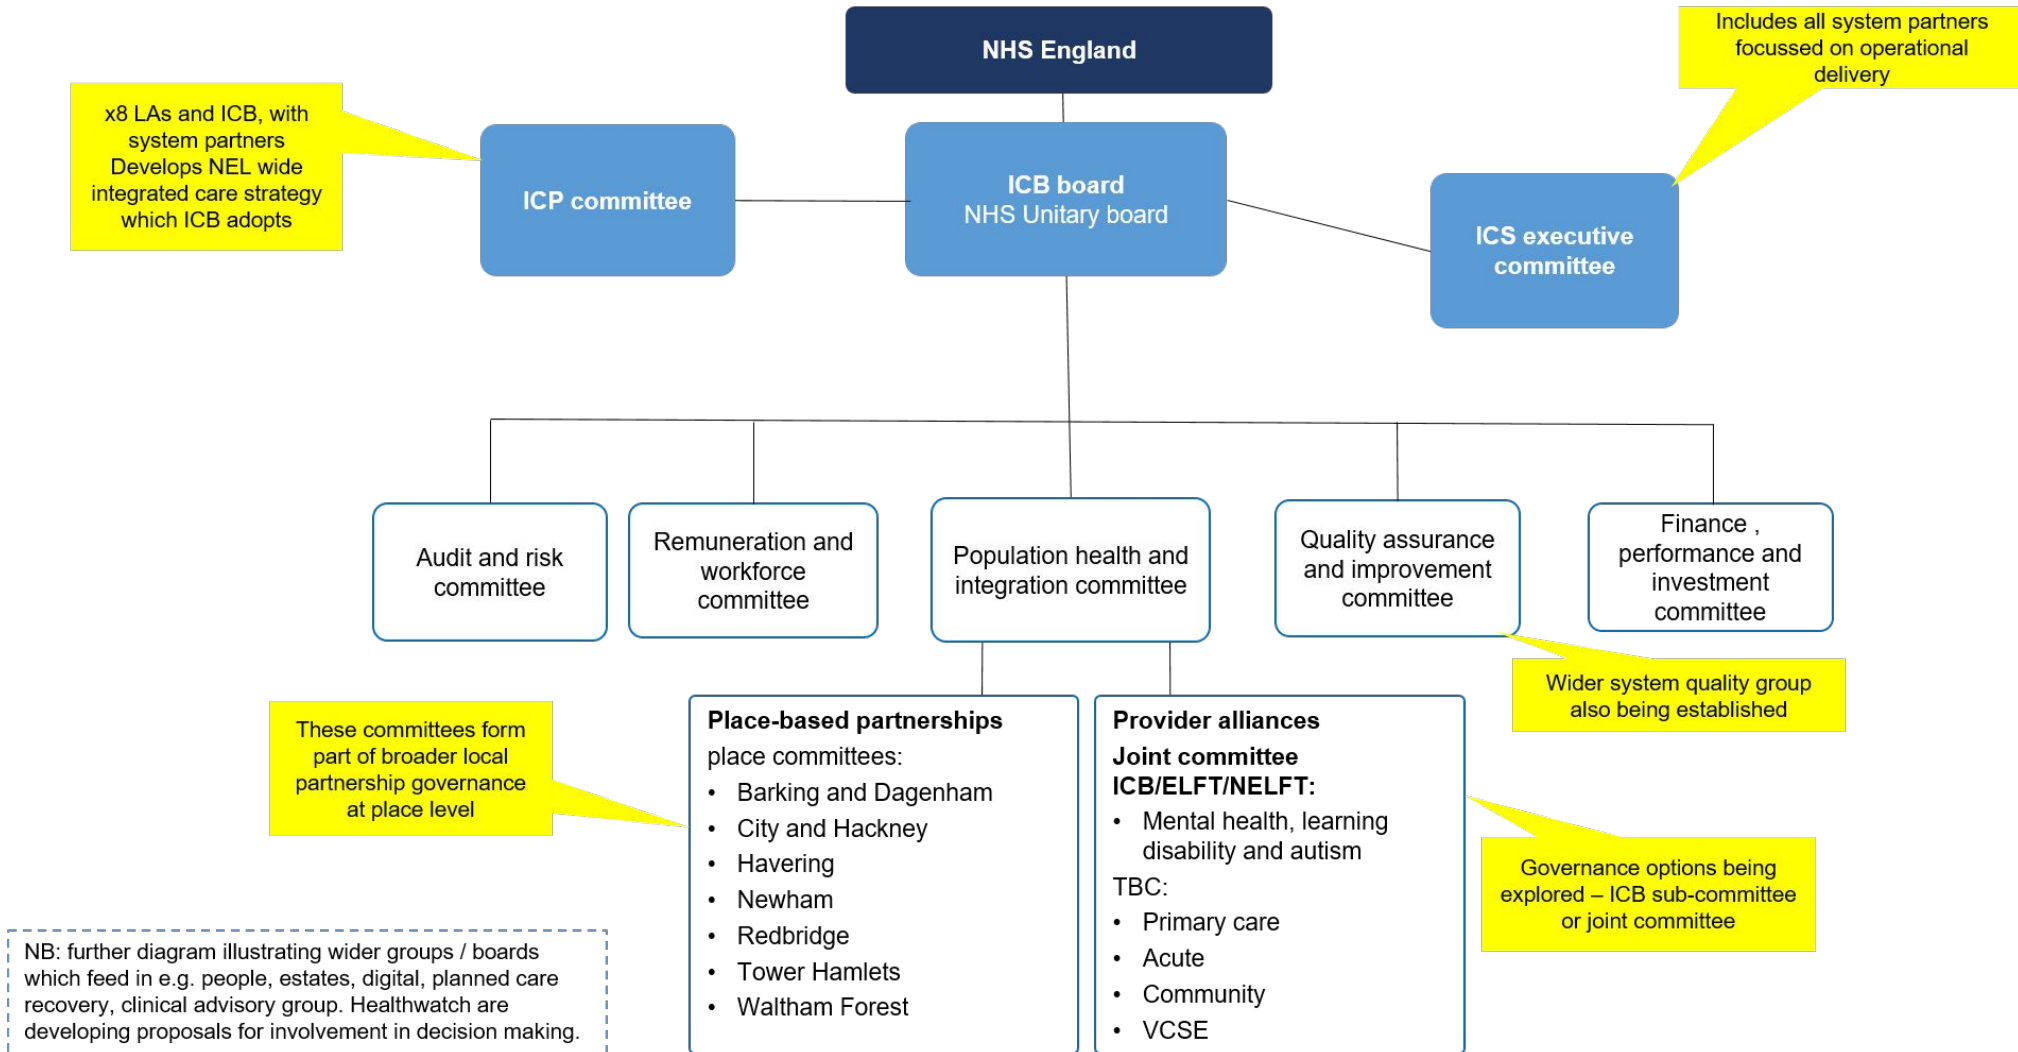 NHS England
Includes all system partners
focussed on operational
delivery
x8 LAs and ICB, with
system partners
Develops NEL wide
integrated care strategy
which ICB adopts
ICP committee
ICB board
NHS Unitary board
ICS executive
committee
Audit and risk
committee
Remuneration and
workforce
committee
Population health and
integration committee
Quality assurance
and improvement
committee
Finance ,
performance and
investment
committee
Wider system quality group
also being established
These committees form
part of broader local
partnership governance
at place level
Place-based partnerships
place committees:
• Barking and Dagenham
• City and Hackney
• Havering
• Newham
• Redbridge
• Tower Hamlets
• Waltham Forest
Provider alliances
Joint committee
ICB/ELFT/NELFT:
• Mental health, learning
disability and autism
TBC:
• Primary care
• Acute
• Community
• VCSE
Governance options being
explored – ICB sub-committee
or joint committee
NB: further diagram illustrating wider groups / boards
which feed in e.g. people, estates, digital, planned care
recovery, clinical advisory group. Healthwatch are
developing proposals for involvement in decision making.